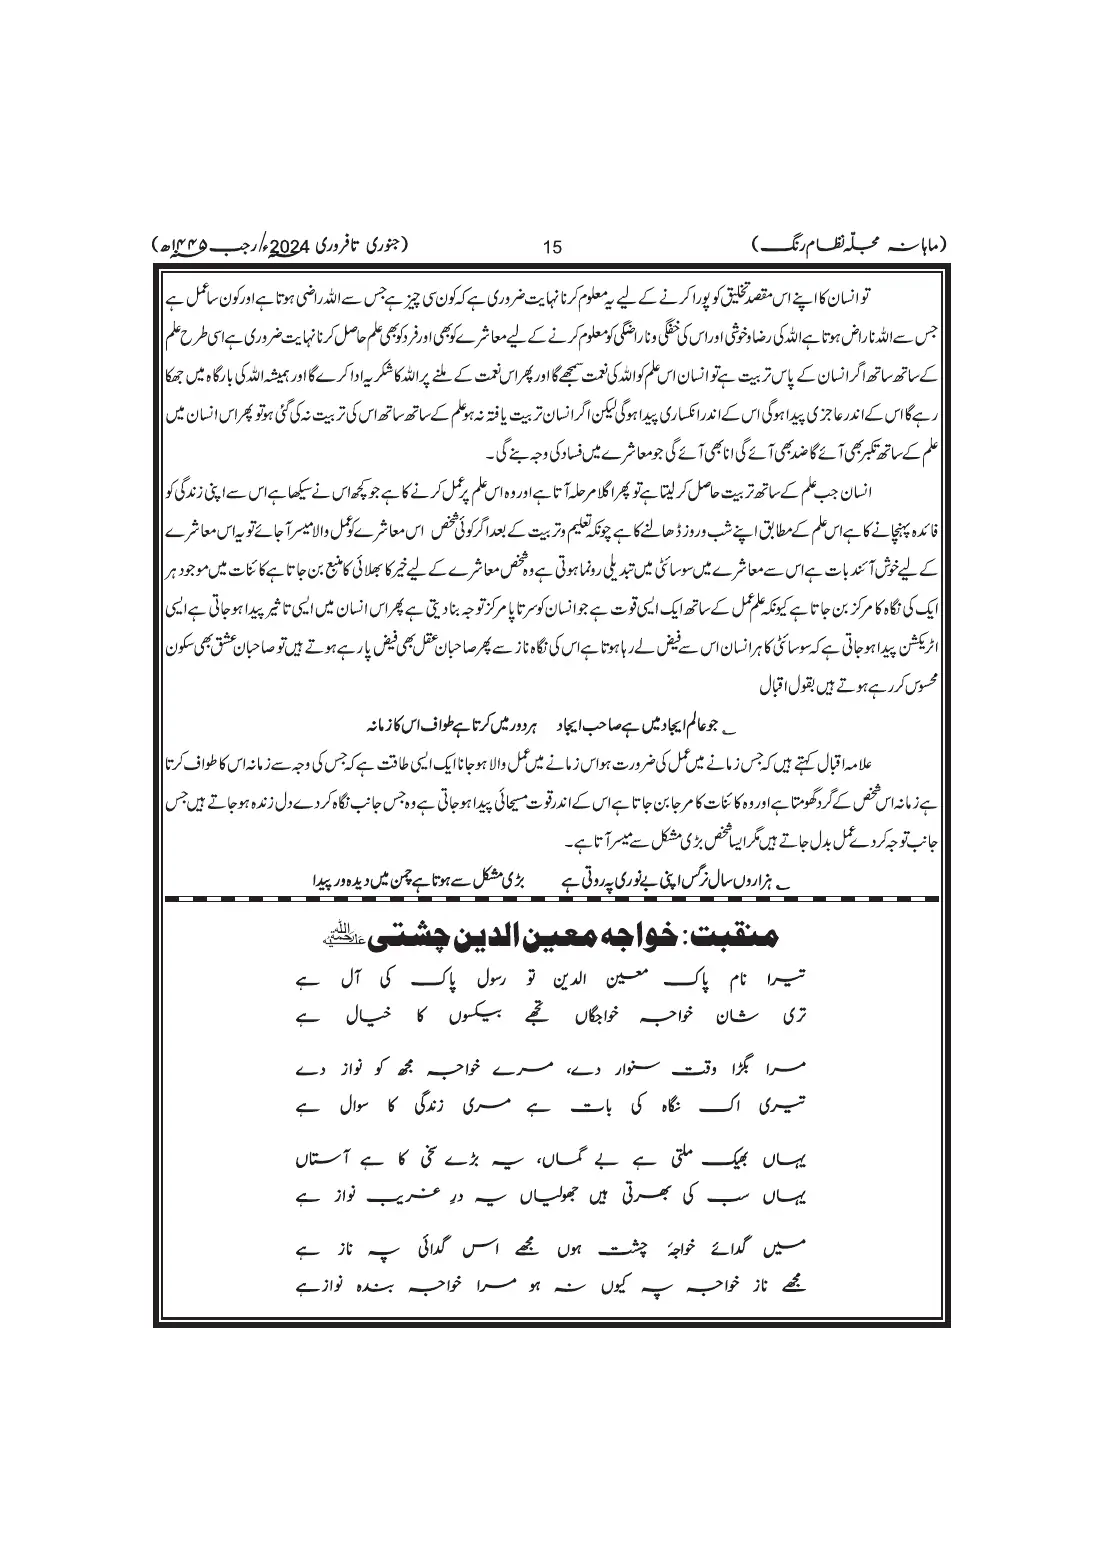 (ماہانہ مجلّہ نظام رنگ)
15
(جنوری تا فروری 2024ء/رجب ۱۴۴۵ھ)
تو انسان کا اپنے اس مقصد تخلیق کو پورا کرنے کے لیے یہ معلوم کرنا نہایت ضروری ہے کہ کون سی چیز ہے جس سے اللہ راضی ہوتا ہے اور کون سا عمل ہے
جس سے اللہ ناراض ہوتا ہے اللہ کی رضا و خوشی اور اس کی خفگی و ناراضگی کو معلوم کرنے کے لیے معاشرے کو بھی اور فرد کو بھی علم حاصل کرنا نہایت ضروری ہے اسی طرح علم
کے ساتھ ساتھ اگر انسان کے پاس تربیت ہے تو انسان اس علم کو اللہ کی نعمت سمجھے گا اور پھر اس نعمت کے ملنے پر اللہ کا شکریہ ادا کرے گا اور ہمیشہ اللہ کی بارگاہ میں جھکا
رہے گا اس کے اندر عاجزی پیدا ہوگی اس کے اندر انکساری پیدا ہوگی لیکن اگر انسان تربیت یافتہ نہ ہو علم کے ساتھ ساتھ اس کی تربیت نہ کی گئی ہو تو پھر اس انسان میں
علم کے ساتھ تکبر بھی آئے گا ضد بھی آئے گی انا بھی آئے گی جو معاشرے میں فساد کی وجہ بنے گی۔
انسان جب علم کے ساتھ تربیت حاصل کر لیتا ہے تو پھر اگلا مرحلہ آتا ہے اور وہ اس علم پر عمل کرنے کا ہے جو کچھ اس نے سیکھا ہے اس سے اپنی زندگی کو
فائدہ پہنچانے کا ہے اس علم کے مطابق اپنے شب و روز ڈھالنے کا ہے چونکہ تعلیم و تربیت کے بعد اگر کوئی شخص اس معاشرے کو عمل والا میسر آ جائے تو یہ اس معاشرے
کے لیے خوش آئند بات ہے اس سے معاشرے میں سوسائٹی میں تبدیلی رونما ہوتی ہے وہ شخص معاشرے کے لیے خیر کا بھلائی کا منبع بن جاتا ہے کائنات میں موجود ہر
ایک کی نگاہ کا مرکز بن جاتا ہے کیونکہ علم عمل کے ساتھ ایک ایسی قوت ہے جو انسان کو سرتاپا مرکز توجہ بنا دیتی ہے پھر اس انسان میں ایسی تاثیر پیدا ہو جاتی ہے ایسی
اٹریکشن پیدا ہو جاتی ہے کہ سوسائٹی کا ہر انسان اس سے فیض لے رہا ہوتا ہے اس کی نگاہ ناز سے پھر صاحبان عقل بھی فیض پا رہے ہوتے ہیں تو صاحبان عشق بھی سکون
محسوس کر رہے ہوتے ہیں بقول اقبال
؎ جو عالم ایجاد میں ہے صاحب ایجاد ہر دور میں کرتا ہے طواف اس کا زمانہ
علامہ اقبال کہتے ہیں کہ جس زمانے میں عمل کی ضرورت ہو اس زمانے میں عمل والا ہو جانا ایک ایسی طاقت ہے کہ جس کی وجہ سے زمانہ اس کا طواف کرتا
ہے زمانہ اس شخص کے گرد گھومتا ہے اور وہ کائنات کا مرجا بن جاتا ہے اس کے اندر قوت مسیحائی پیدا ہو جاتی ہے وہ جس جانب نگاہ کر دے دل زندہ ہو جاتے ہیں جس
جانب توجہ کر دے عمل بدل جاتے ہیں مگر ایسا شخص بڑی مشکل سے میسر آتا ہے۔
؎ ہزاروں سال نرگس اپنی بے نوری پہ روتی ہے بڑی مشکل سے ہوتا ہے چمن میں دیدہ ور پیدا
منقبت: خواجہ معین الدین چشتی رحمۃ اللہ علیہ
تیرا نام پاک معین الدین تو رسول پاک کی آل ہے
تری شان خواجہ خواجگاں تجھے بیکسوں کا خیال ہے
مرا بگڑا وقت سنوار دے، مرے خواجہ مجھ کو نواز دے
تیری اک نگاہ کی بات ہے مری زندگی کا سوال ہے
یہاں بھیک ملتی ہے بے گماں، یہ بڑے سخی کا ہے آستاں
یہاں سب کی بھرتی ہیں جھولیاں یہ درِ غریب نواز ہے
میں گدائے خواجۂ چشت ہوں مجھے اس گدائی پہ ناز ہے
مجھے ناز خواجہ پہ کیوں نہ ہو مرا خواجہ بندہ نواز ہے